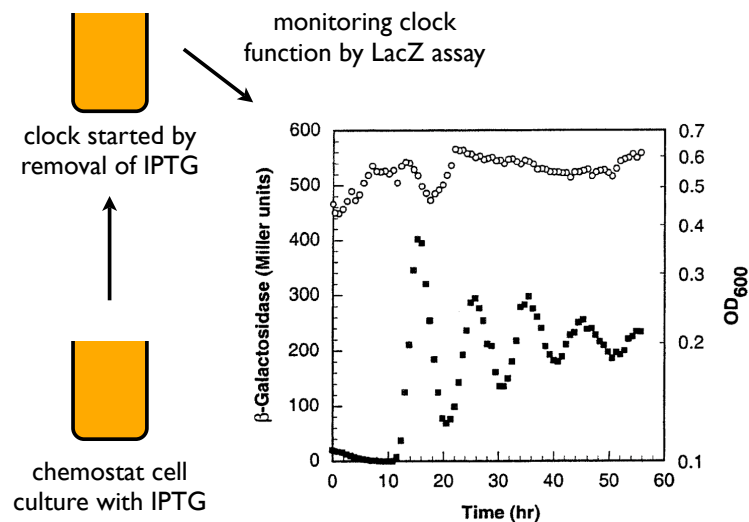 monitoring clock
function by LacZ assay
clock started by
removal of IPTG
chemostat cell
culture with IPTG
β-Galactosidase (Miller units)
600
500
400
300
200
100
0
0
10
20
30
40
50
60
Time (hr)
0.7
0.6
0.5
0.4
0.3
0.2
0.1
OD600